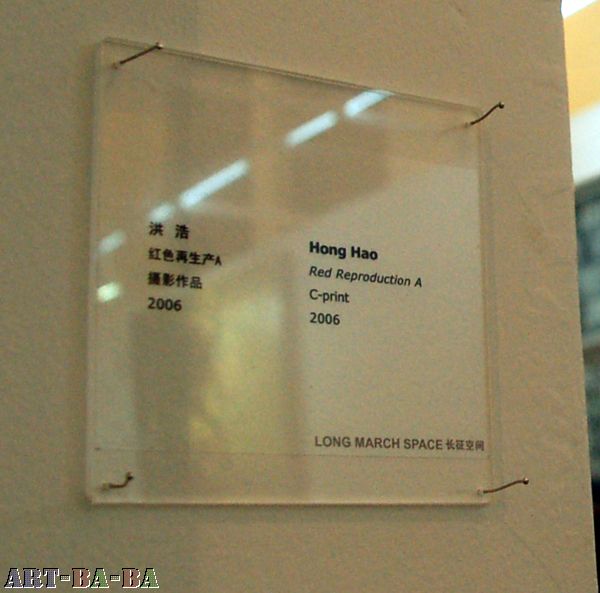 洪 浩
红色再生产A
摄影作品
2006
Hong Hao
Red Reproduction A
C-print
2006
LONG MARCH SPACE 长征空间
ART-BA-BA